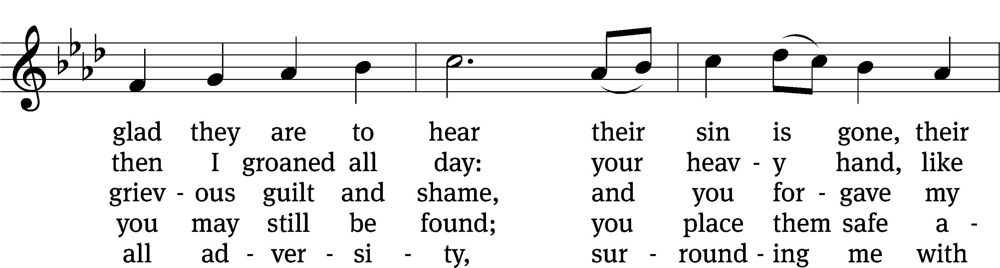 glad they are to hear their sin is gone, their
then I groaned all day: your heav - y hand, like
griev - ous guilt and shame, and you for - gave my
you may still be found; you place them safe a -
all ad - ver - si - ty, sur - round - ing me with